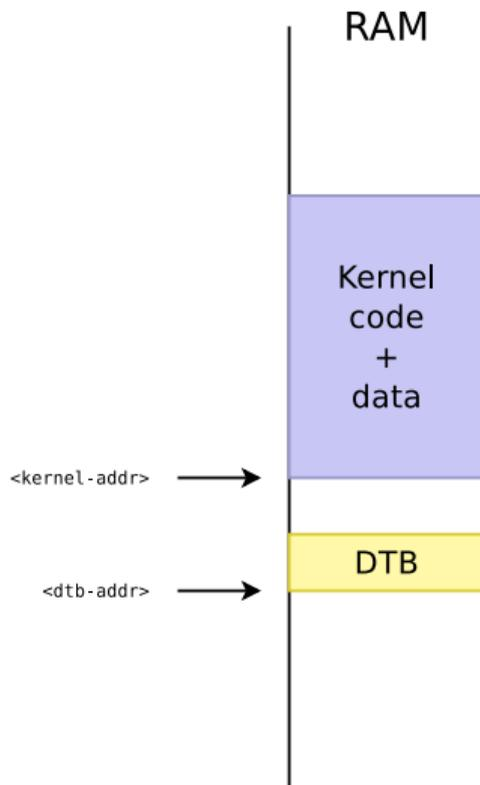 RAM
Kernel
code
+
data
<kernel-addr>
DTB
<dtb-addr>